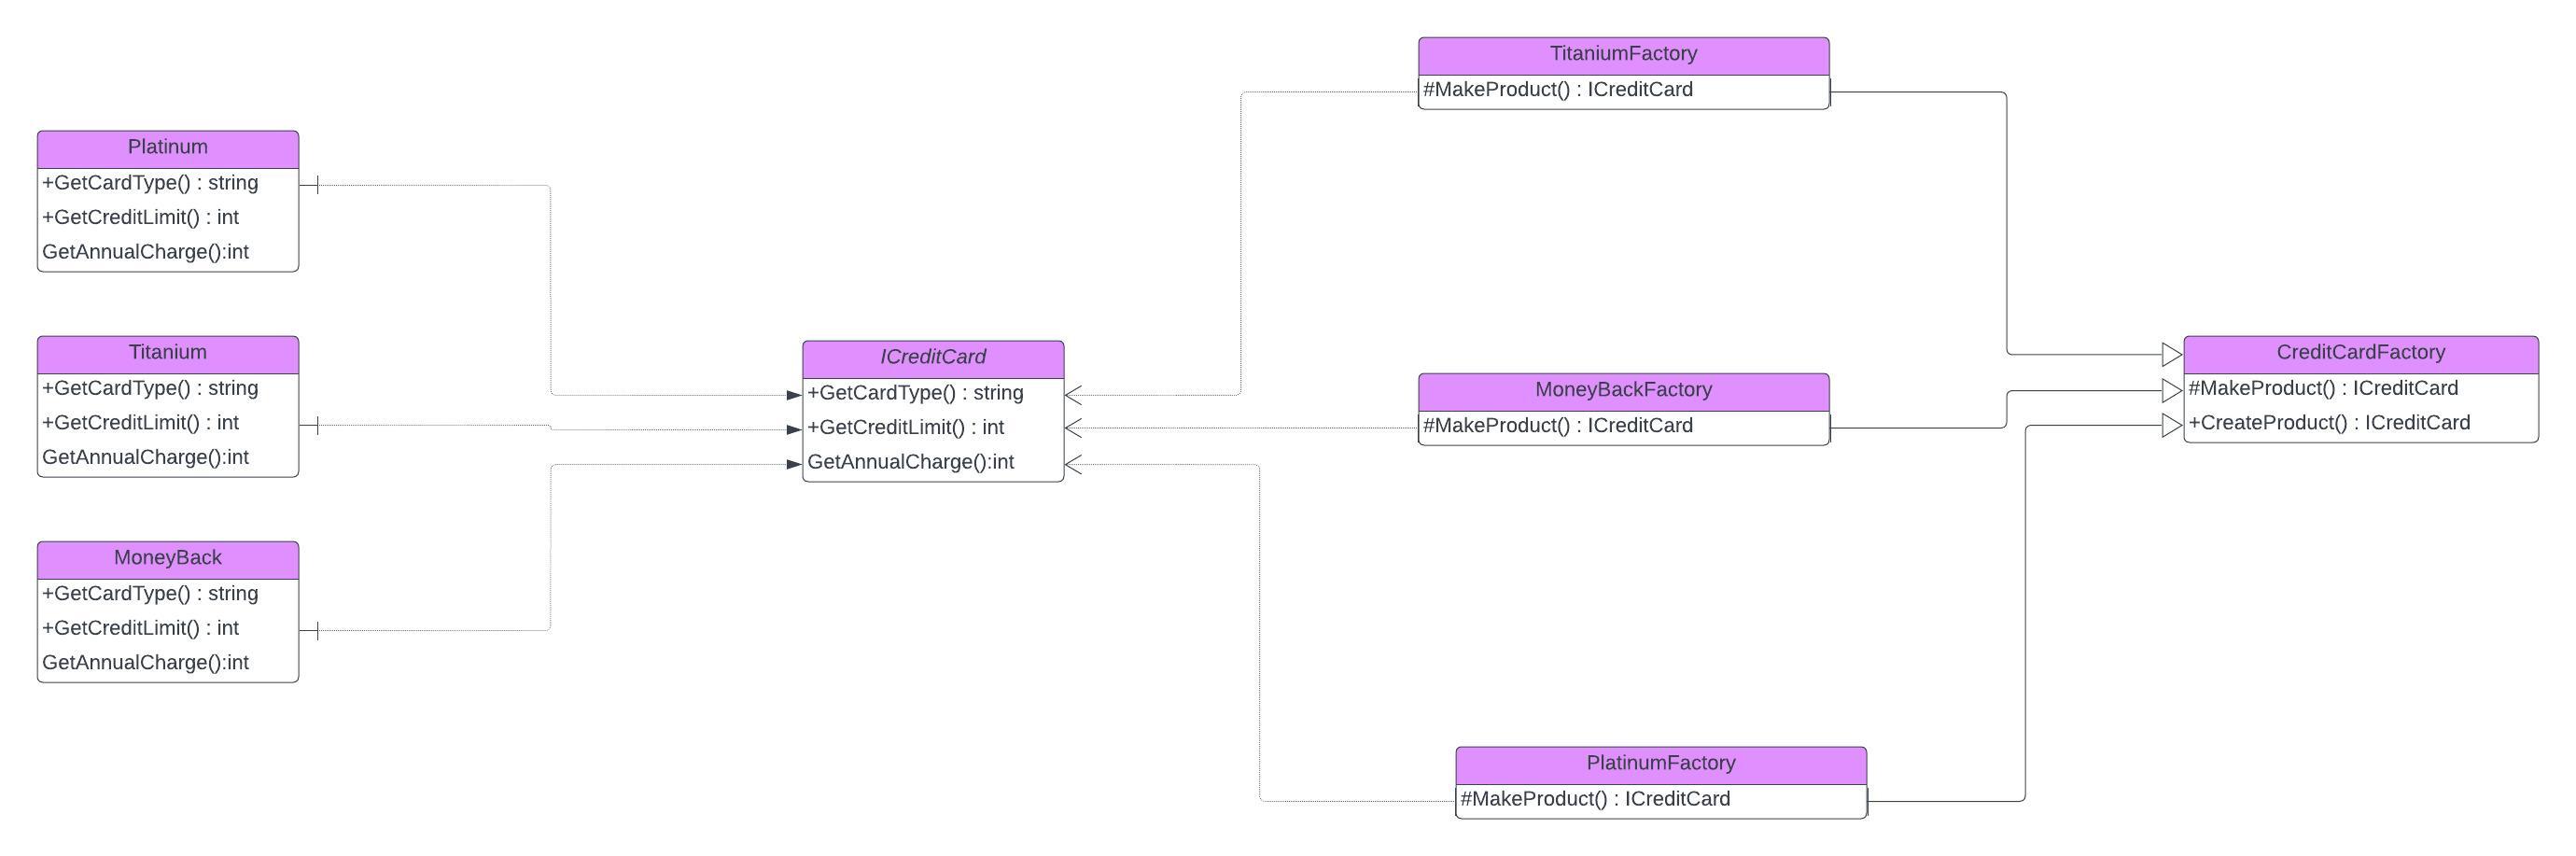 Platinum
+GetCardType() : string
+GetCreditLimit() : int
GetAnnualCharge():int
Titanium
+GetCardType() : string
+GetCreditLimit() : int
GetAnnualCharge():int
MoneyBack
+GetCardType() : string
+GetCreditLimit() : int
GetAnnualCharge():int
ICreditCard
+GetCardType() : string
+GetCreditLimit() : int
GetAnnualCharge():int
TitaniumFactory
#MakeProduct() : ICreditCard
MoneyBackFactory
#MakeProduct() : ICreditCard
PlatinumFactory
#MakeProduct() : ICreditCard
CreditCardFactory
#MakeProduct() : ICreditCard
+CreateProduct() : ICreditCard